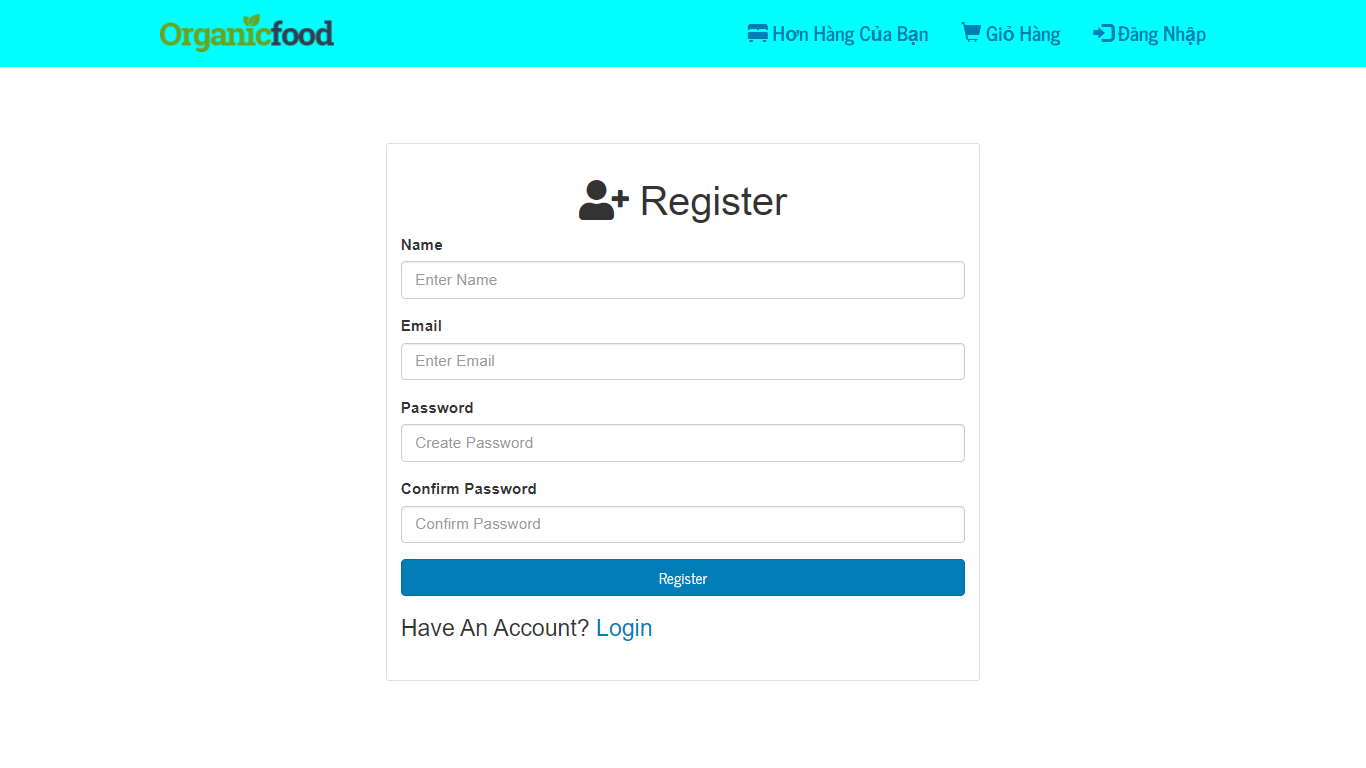 Organicfood
Hơn Hàng Của Bạn
Giỏ Hàng
Đăng Nhập
Register
Name
Enter Name
Email
Enter Email
Password
Create Password
Confirm Password
Confirm Password
Register
Have An Account? Login